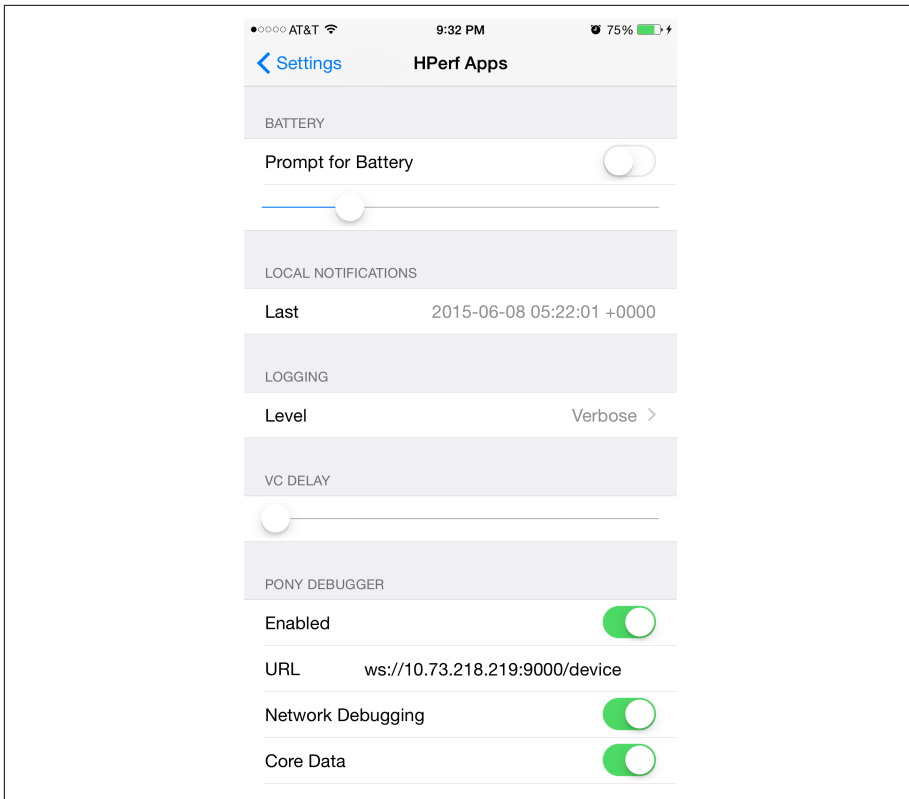 AT&T 9:32 PM 75%
Settings HPerf Apps
BATTERY
Prompt for Battery
LOCAL NOTIFICATIONS
Last 2015-06-08 05:22:01 +0000
LOGGING
Level Verbose
VC DELAY
PONY DEBUGGER
Enabled
URL ws://10.73.218.219:9000/device
Network Debugging
Core Data